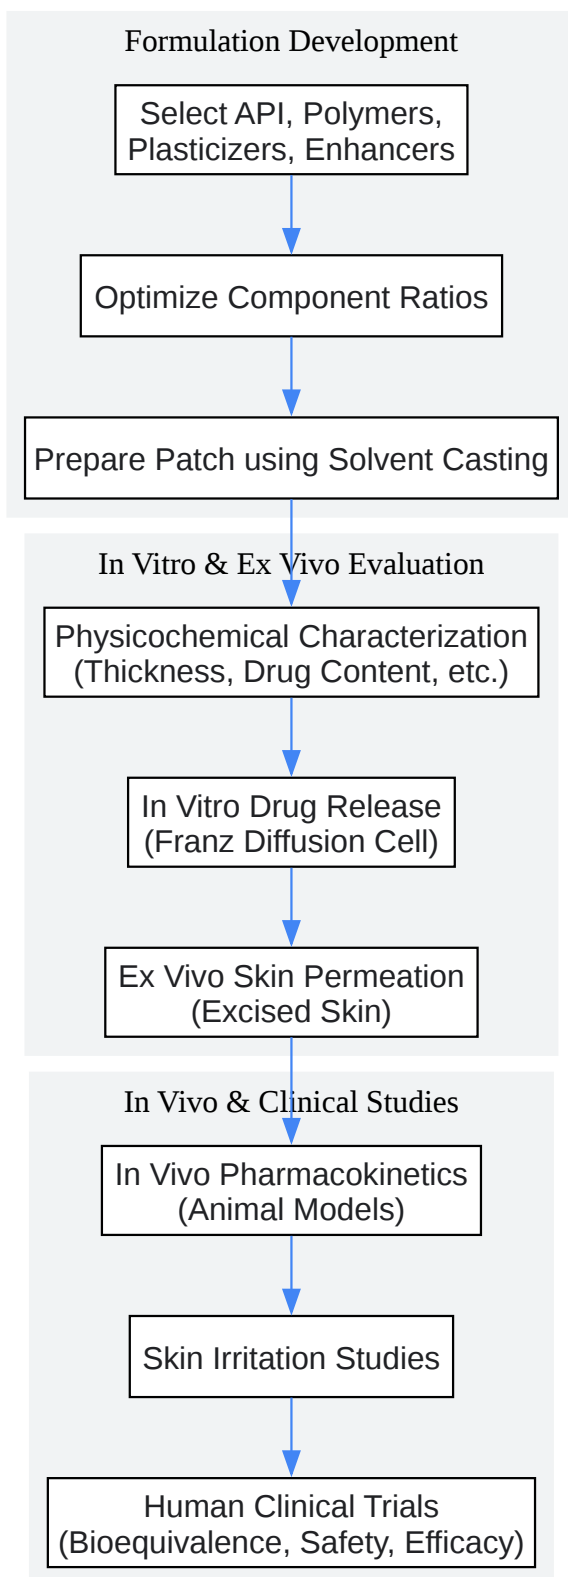 Formulation Development
Select API, Polymers,
Plasticizers, Enhancers
Optimize Component Ratios
Prepare Patch using Solvent Casting
In Vitro & Ex Vivo Evaluation
Physicochemical Characterization
(Thickness, Drug Content, etc.)
In Vitro Drug Release
(Franz Diffusion Cell)
Ex Vivo Skin Permeation
(Excised Skin)
In Vivo & Clinical Studies
In Vivo Pharmacokinetics
(Animal Models)
Skin Irritation Studies
Human Clinical Trials
(Bioequivalence, Safety, Efficacy)